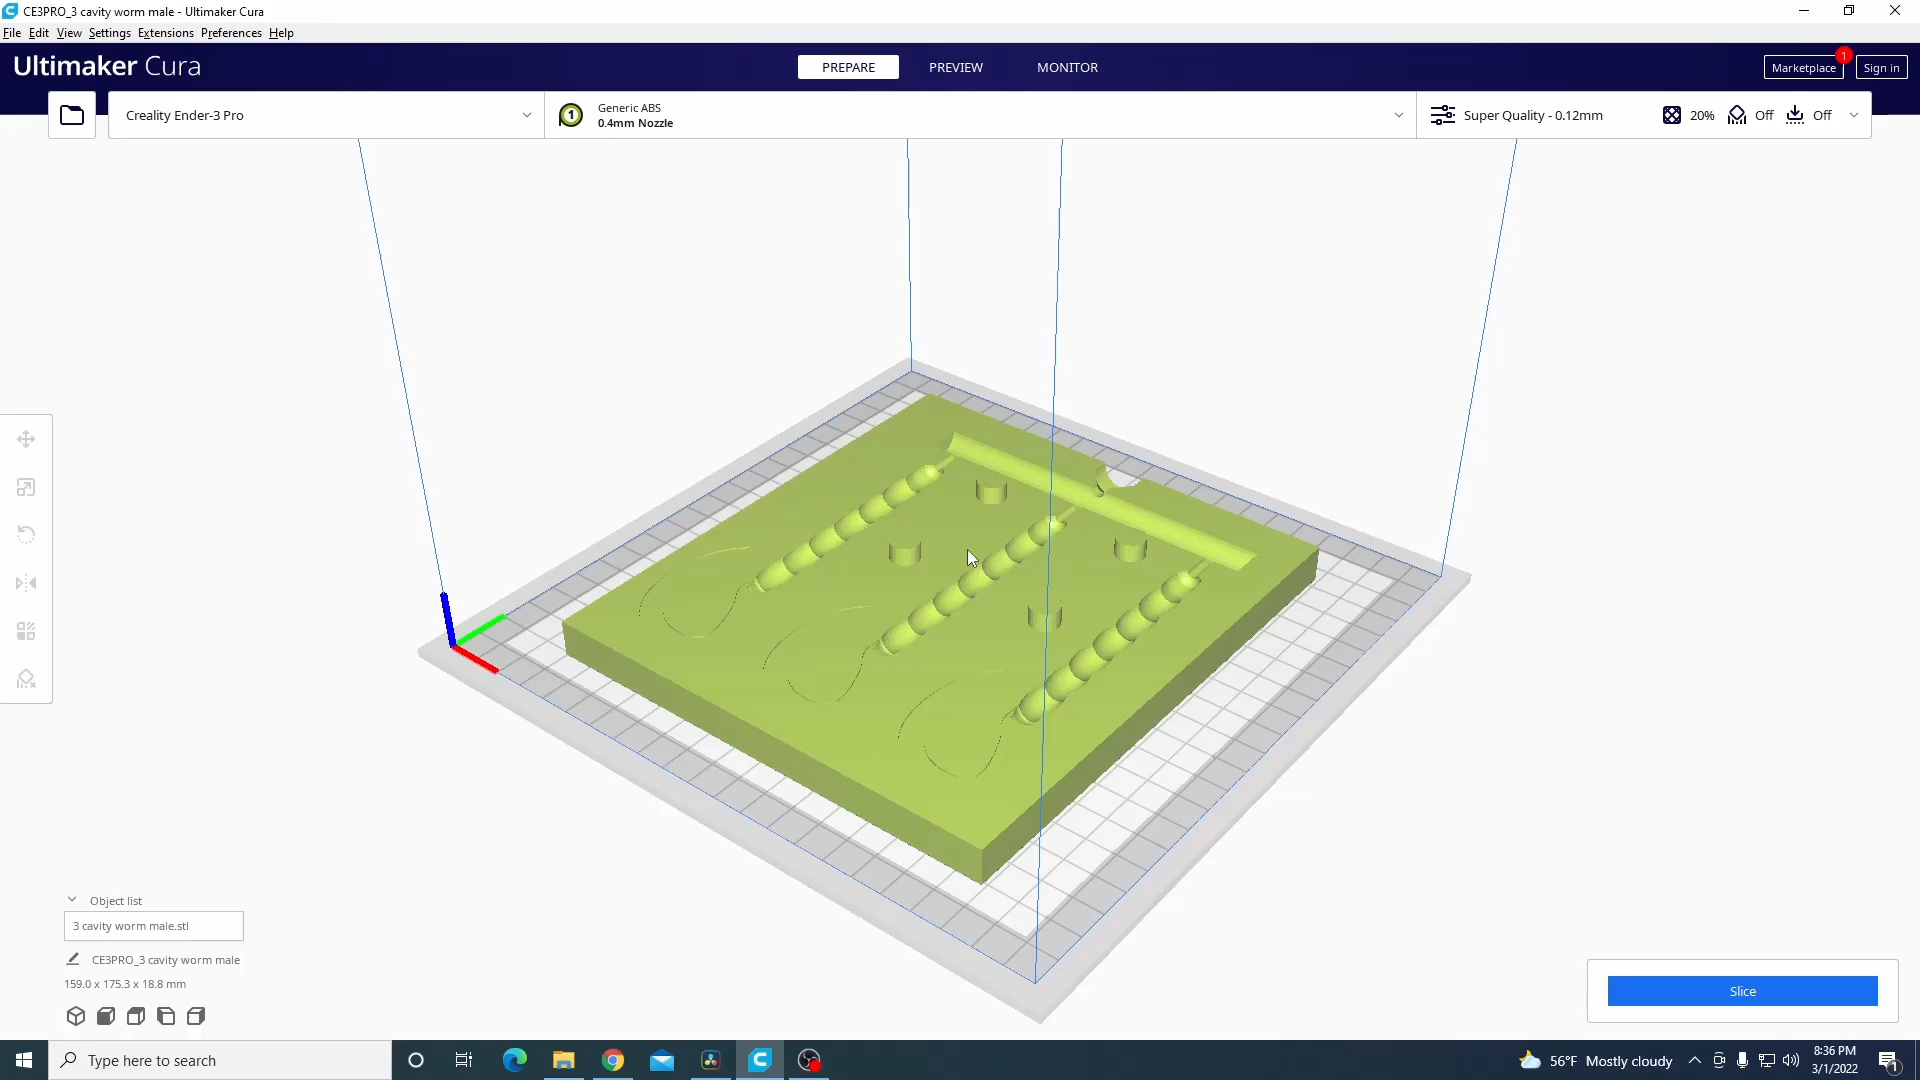 CE3PRO_3 cavity worm male - Ultimaker Cura
File Edit View Settings Extensions Preferences Help
Ultimaker Cura
PREPARE
PREVIEW
MONITOR
Marketplace
1
Sign in
Creality Ender-3 Pro
1
Generic ABS
0.4mm Nozzle
Super Quality - 0.12mm
20%
Off
Off
Object list
3 cavity worm male.stl
CE3PRO_3 cavity worm male
159.0 x 175.3 x 18.8 mm
Slice
Type here to search
56°F Mostly cloudy
8:36 PM
3/1/2022
1